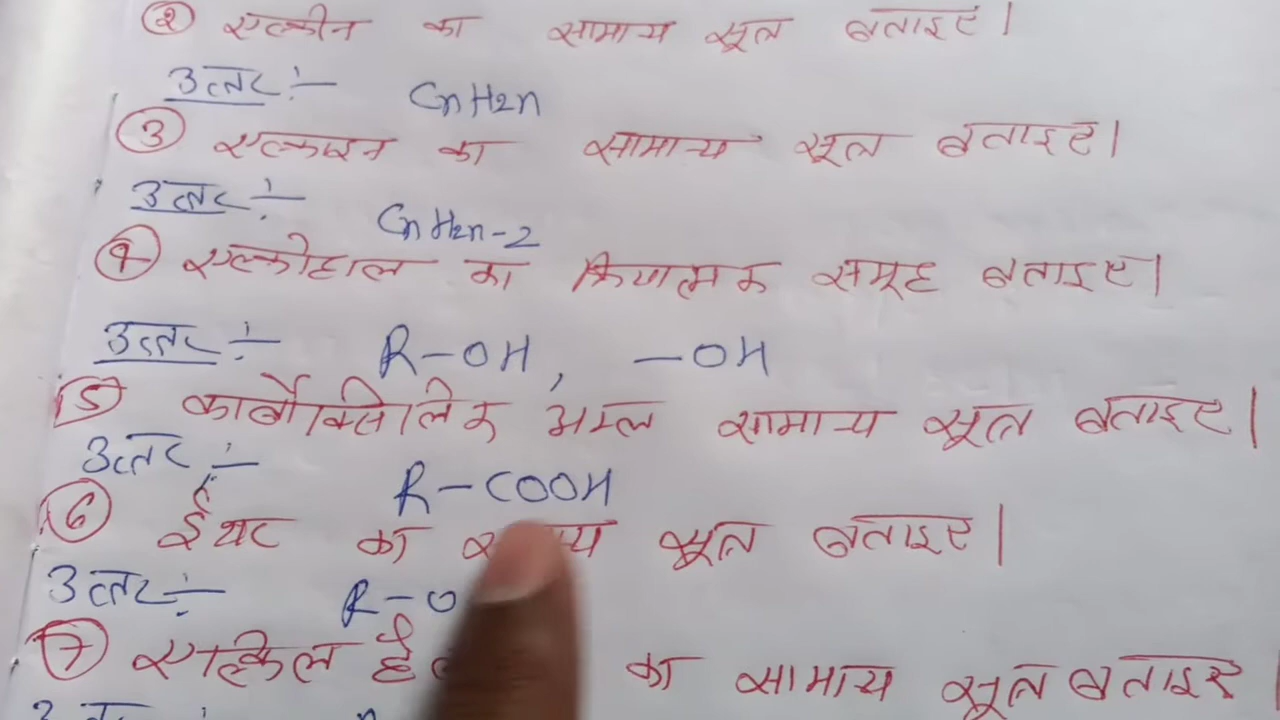 ② एल्कीन का सामान्य सूत्र बताइए।
उत्तर :- CnH2n
③ एल्काइन का सामान्य सूत्र बताइए।
उत्तर :- CnH2n-2
④ एल्कोहाल का क्रियात्मक समूह बताइए।
उत्तर :- R-OH, -OH
⑤ कार्बोक्सिलिक अम्ल सामान्य सूत्र बताइए।
उत्तर :- R-COOH
⑥ ईथर का सूत्र बताइए।
उत्तर :- R-O
⑦ एल्किल का सामान्य सूत्र बताइए